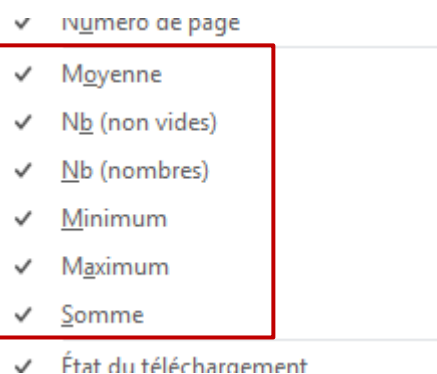 Numéro de page
Moyenne
Nb (non vides)
Nb (nombres)
Minimum
Maximum
Somme
État du téléchargement